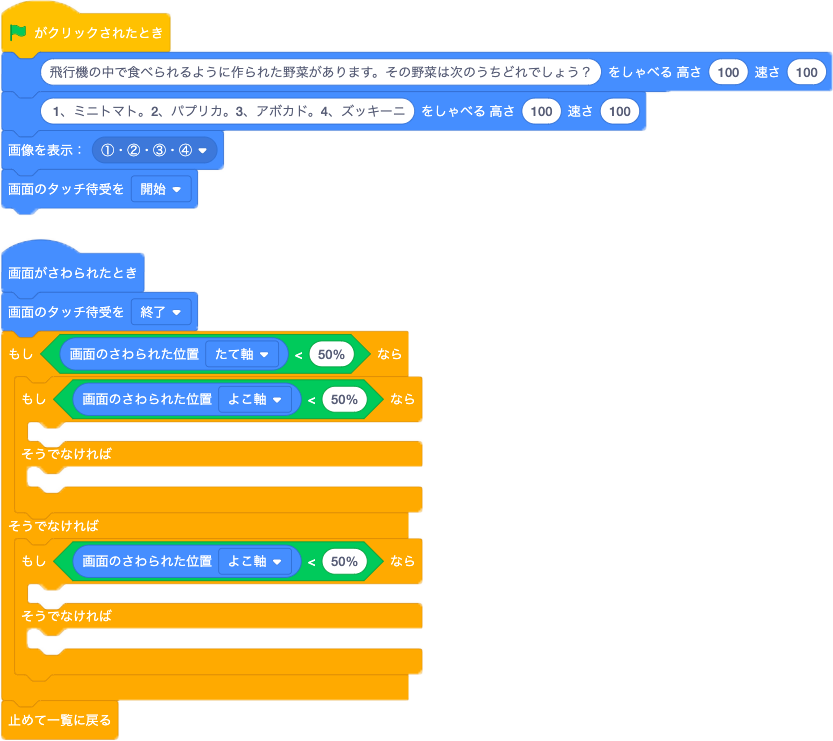 がクリックされたとき
飛行機の中で食べられるように作られた野菜があります。その野菜は次のうちどれでしょう？ をしゃべる 高さ 100 速さ 100
1、ミニトマト。2、パプリカ。3、アボカド。4、ズッキーニ をしゃべる 高さ 100 速さ 100
画像を表示： ①・②・③・④
画面のタッチ待受を 開始
画面がさわられたとき
画面のタッチ待受を 終了
もし 画面のさわられた位置 たて軸 < 50% なら
もし 画面のさわられた位置 よこ軸 < 50% なら
そうでなければ
そうでなければ
もし 画面のさわられた位置 よこ軸 < 50% なら
そうでなければ
止めて一覧に戻る